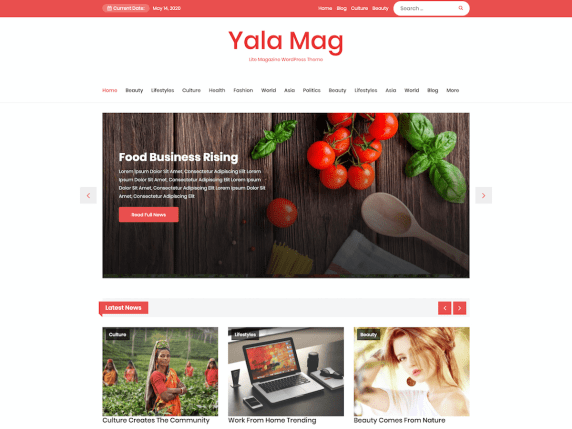 Current Date: May 14, 2020 Home Blog Culture Beauty Search ...
Yala Mag
Home Beauty Lifestyles Culture Health Fashion World Asia Politics Beauty Lifestyles Asia World Blog More
Food Business Rising
Lorem Ipsum Dolor Sit Amet, Consectetur Adipiscing Elit Lorem
Ipsum Dolor Sit Amet, Consectetur Adipiscing Elit Lorem Ipsum
Dolor Sit Amet, Consectetur Adipiscing Elit Lorem Ipsum Dolor Sit
Amet, Consectetur Adipiscing Elit
Read Full News
Latest News
Culture Lifestyles Beauty
Culture Creates The Community Work From Home Trending Beauty Comes From Nature